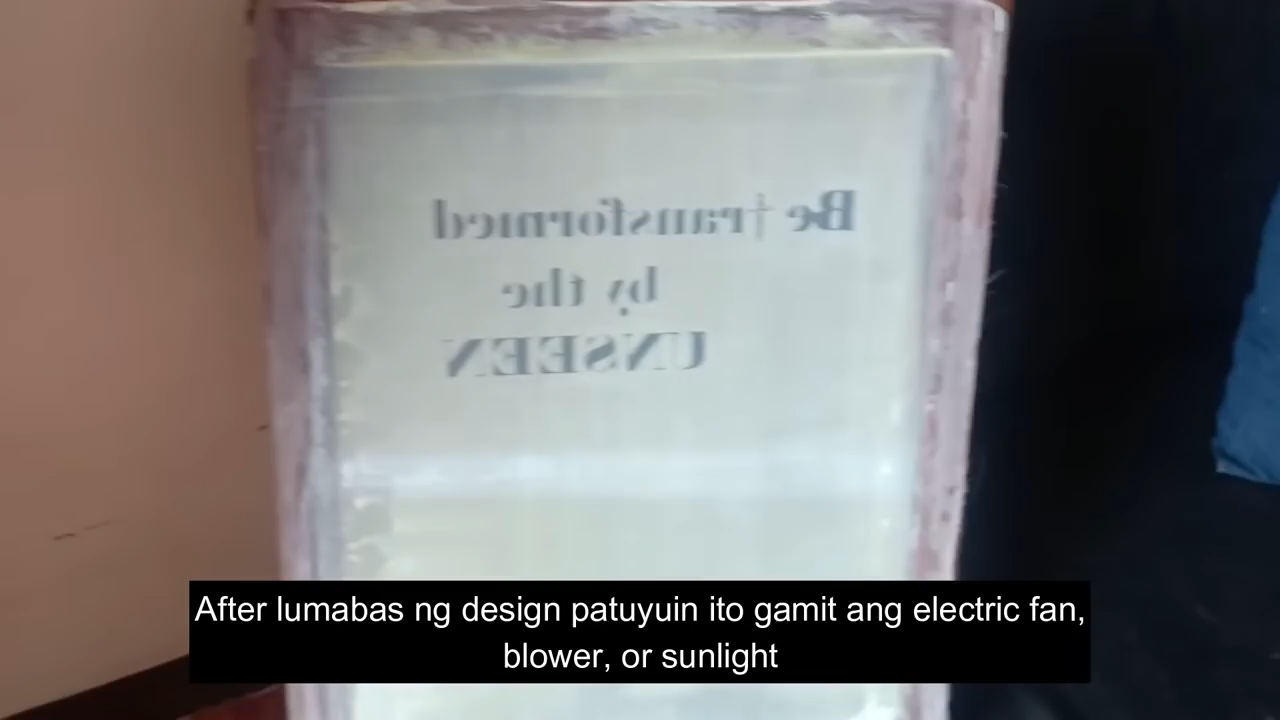 Be transformed
by the
UNSEEN
After lumabas ng design patuyuin ito gamit ang electric fan,
blower, or sunlight